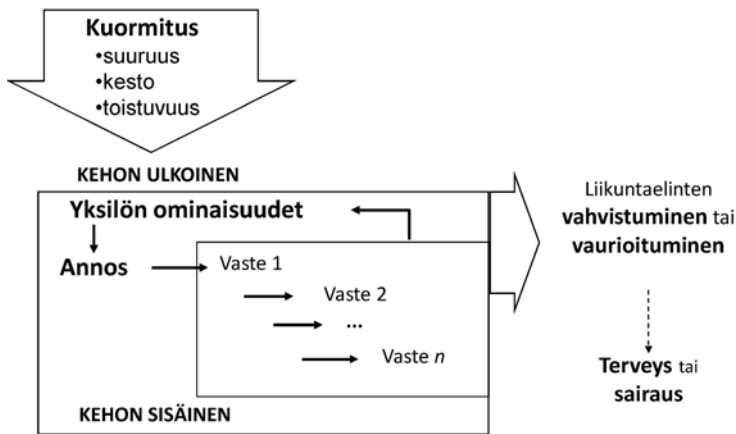 Kuormitus
•suuruus
•kesto
•toistuvuus
KEHON ULKOINEN
Yksilön ominaisuudet
Annos
Vaste 1
Vaste 2
...
Vaste n
KEHON SISÄINEN
Liikuntaelinten
vahvistuminen tai
vaurioituminen
Terveys tai
sairaus